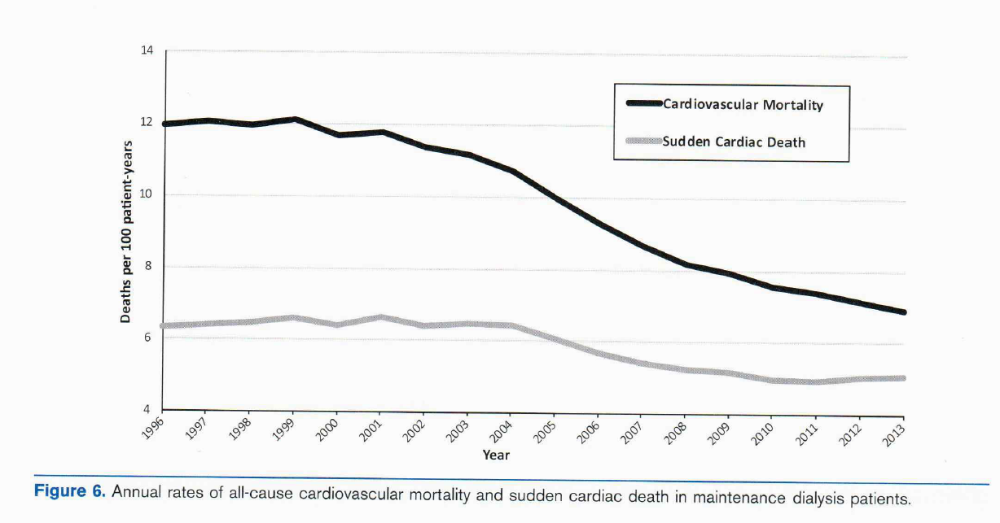 14
12
10
8
6
4
Deaths per 100 patient-years
Cardiovascular Mortality
Sudden Cardiac Death
1996 1997 1998 1999 2000 2001 2002 2003 2004 2005 2006 2007 2008 2009 2010 2011 2012 2013
Year
Figure 6. Annual rates of all-cause cardiovascular mortality and sudden cardiac death in maintenance dialysis patients.